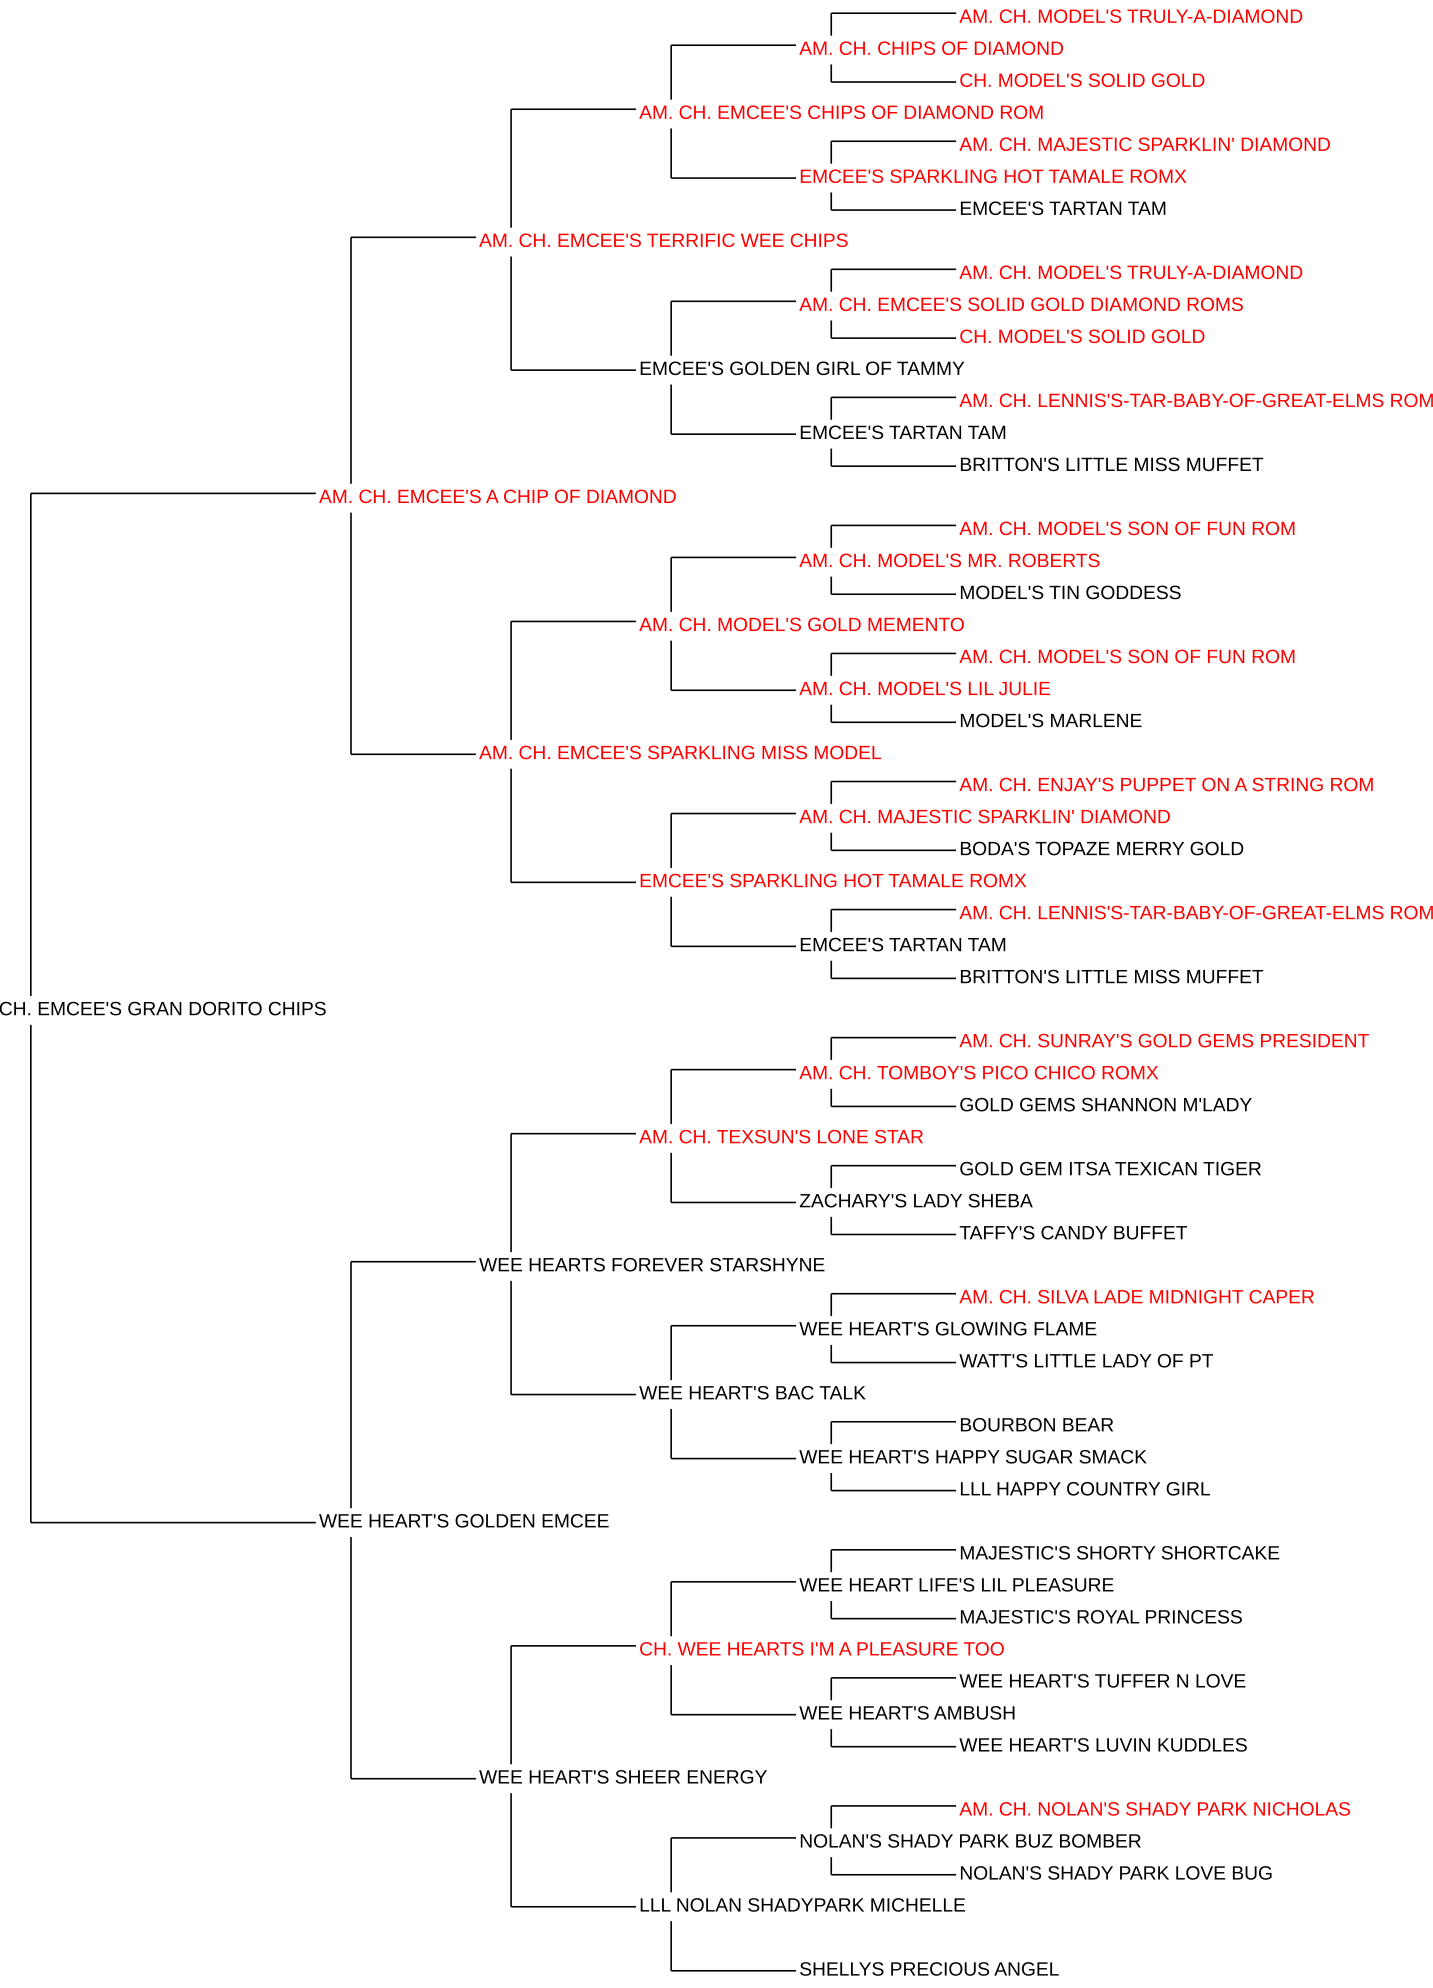 AM. CH. MODEL'S TRULY-A-DIAMOND
AM. CH. CHIPS OF DIAMOND
CH. MODEL'S SOLID GOLD
AM. CH. EMCEE'S CHIPS OF DIAMOND ROM
AM. CH. MAJESTIC SPARKLIN' DIAMOND
EMCEE'S SPARKLING HOT TAMALE ROMX
EMCEE'S TARTAN TAM
AM. CH. EMCEE'S TERRIFIC WEE CHIPS
AM. CH. MODEL'S TRULY-A-DIAMOND
AM. CH. EMCEE'S SOLID GOLD DIAMOND ROMS
CH. MODEL'S SOLID GOLD
EMCEE'S GOLDEN GIRL OF TAMMY
AM. CH. LENNIS'S-TAR-BABY-OF-GREAT-ELMS ROM
EMCEE'S TARTAN TAM
BRITTON'S LITTLE MISS MUFFET
AM. CH. EMCEE'S A CHIP OF DIAMOND
AM. CH. MODEL'S SON OF FUN ROM
AM. CH. MODEL'S MR. ROBERTS
MODEL'S TIN GODDESS
AM. CH. MODEL'S GOLD MEMENTO
AM. CH. MODEL'S SON OF FUN ROM
AM. CH. MODEL'S LIL JULIE
MODEL'S MARLENE
AM. CH. EMCEE'S SPARKLING MISS MODEL
AM. CH. ENJAY'S PUPPET ON A STRING ROM
AM. CH. MAJESTIC SPARKLIN' DIAMOND
BODA'S TOPAZE MERRY GOLD
EMCEE'S SPARKLING HOT TAMALE ROMX
AM. CH. LENNIS'S-TAR-BABY-OF-GREAT-ELMS ROM
EMCEE'S TARTAN TAM
BRITTON'S LITTLE MISS MUFFET
CH. EMCEE'S GRAN DORITO CHIPS
AM. CH. SUNRAY'S GOLD GEMS PRESIDENT
AM. CH. TOMBOY'S PICO CHICO ROMX
GOLD GEMS SHANNON M'LADY
AM. CH. TEXSUN'S LONE STAR
GOLD GEM ITSA TEXICAN TIGER
ZACHARY'S LADY SHEBA
TAFFY'S CANDY BUFFET
WEE HEARTS FOREVER STARSHYNE
AM. CH. SILVA LADE MIDNIGHT CAPER
WEE HEART'S GLOWING FLAME
WATT'S LITTLE LADY OF PT
WEE HEART'S BAC TALK
BOURBON BEAR
WEE HEART'S HAPPY SUGAR SMACK
LLL HAPPY COUNTRY GIRL
WEE HEART'S GOLDEN EMCEE
MAJESTIC'S SHORTY SHORTCAKE
WEE HEART LIFE'S LIL PLEASURE
MAJESTIC'S ROYAL PRINCESS
CH. WEE HEARTS I'M A PLEASURE TOO
WEE HEART'S TUFFER N LOVE
WEE HEART'S AMBUSH
WEE HEART'S LUVIN KUDDLES
WEE HEART'S SHEER ENERGY
AM. CH. NOLAN'S SHADY PARK NICHOLAS
NOLAN'S SHADY PARK BUZ BOMBER
NOLAN'S SHADY PARK LOVE BUG
LLL NOLAN SHADYPARK MICHELLE
SHELLYS PRECIOUS ANGEL